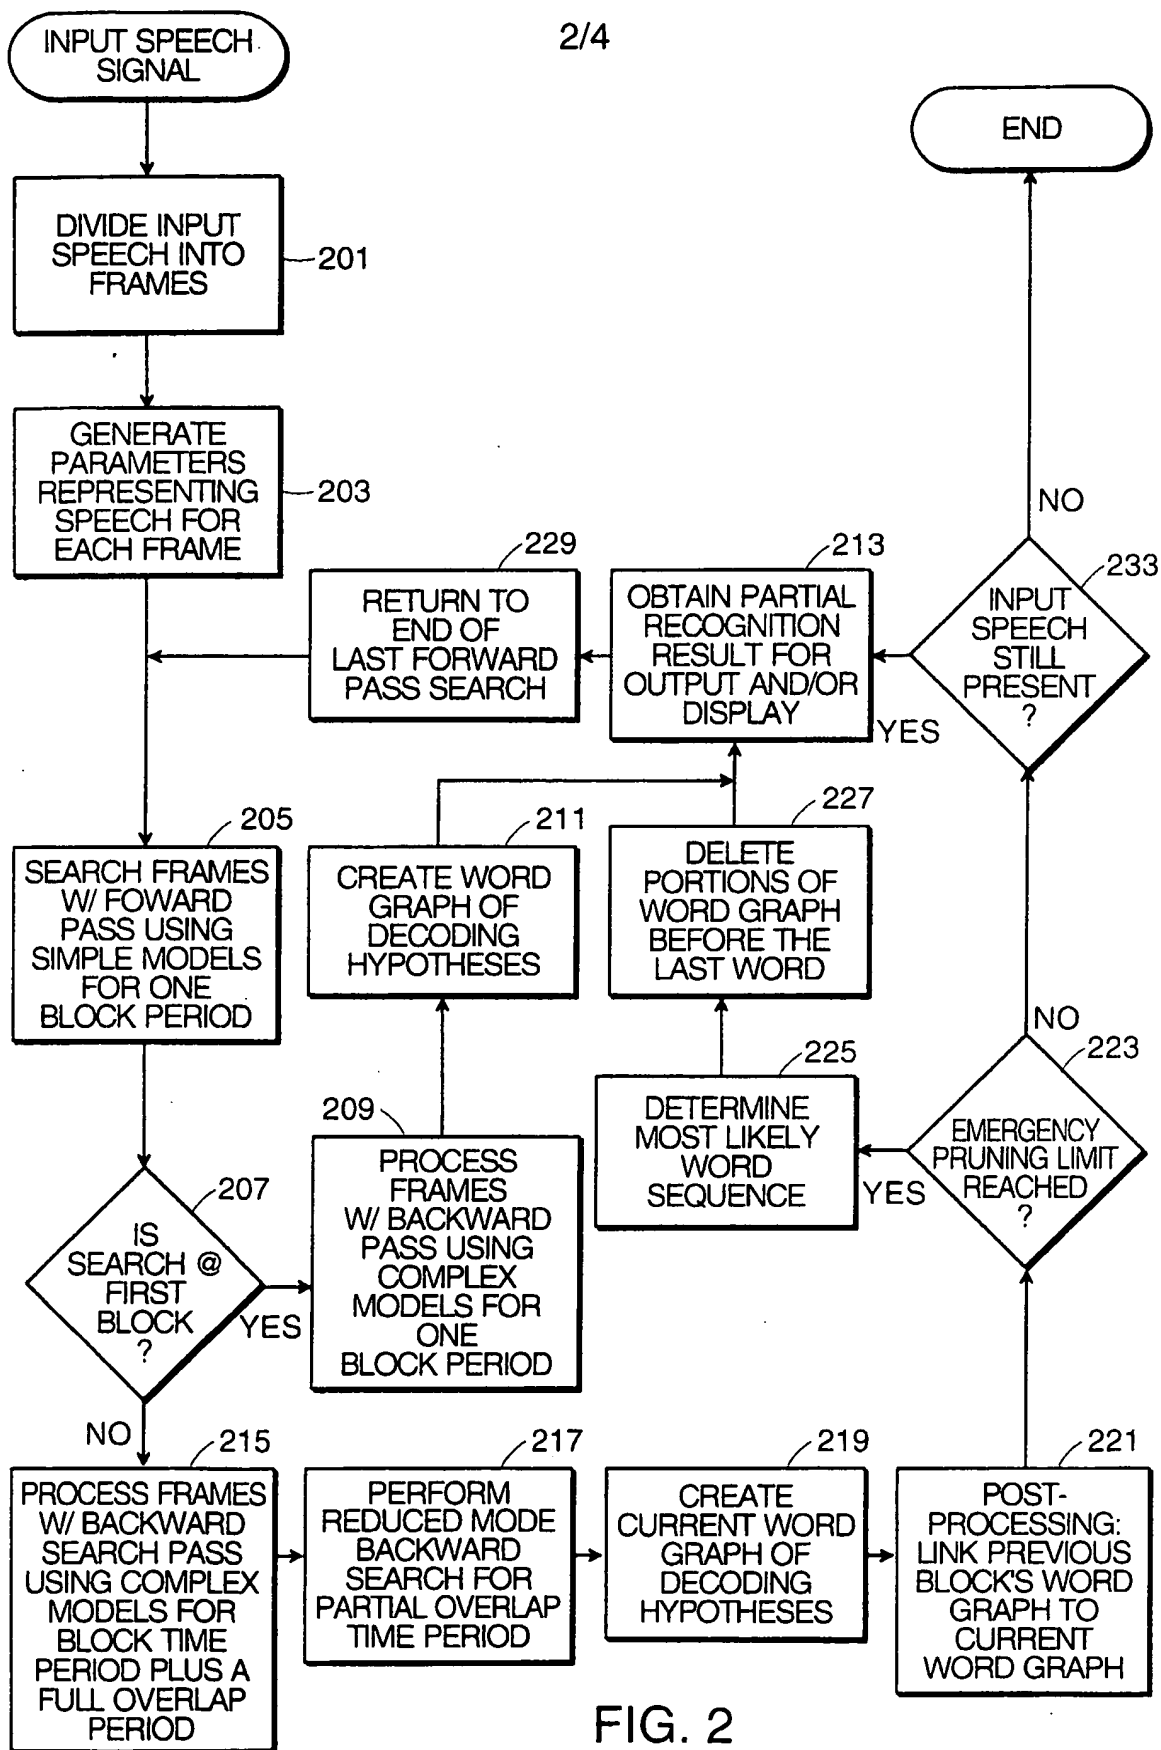 2/4
INPUT SPEECH
SIGNAL
END
DIVIDE INPUT
SPEECH INTO
FRAMES
201
GENERATE
PARAMETERS
REPRESENTING
SPEECH FOR
EACH FRAME
203
229
RETURN TO
END OF
LAST FORWARD
PASS SEARCH
213
OBTAIN PARTIAL
RECOGNITION
RESULT FOR
OUTPUT AND/OR
DISPLAY
NO
233
INPUT
SPEECH
STILL
PRESENT
?
YES
205
SEARCH FRAMES
W/ FOWARD
PASS USING
SIMPLE MODELS
FOR ONE
BLOCK PERIOD
211
CREATE WORD
GRAPH OF
DECODING
HYPOTHESES
227
DELETE
PORTIONS OF
WORD GRAPH
BEFORE THE
LAST WORD
NO
223
EMERGENCY
PRUNING LIMIT
REACHED
?
YES
225
DETERMINE
MOST LIKELY
WORD
SEQUENCE
207
IS
SEARCH @
FIRST
BLOCK
?
YES
209
PROCESS
FRAMES
W/ BACKWARD
PASS USING
COMPLEX
MODELS FOR
ONE
BLOCK PERIOD
NO
215
PROCESS FRAMES
W/ BACKWARD
SEARCH PASS
USING COMPLEX
MODELS FOR
BLOCK TIME
PERIOD PLUS A
FULL OVERLAP
PERIOD
217
PERFORM
REDUCED MODE
BACKWARD
SEARCH FOR
PARTIAL OVERLAP
TIME PERIOD
219
CREATE
CURRENT WORD
GRAPH OF
DECODING
HYPOTHESES
221
POST-
PROCESSING:
LINK PREVIOUS
BLOCK'S WORD
GRAPH TO
CURRENT
WORD GRAPH
FIG. 2